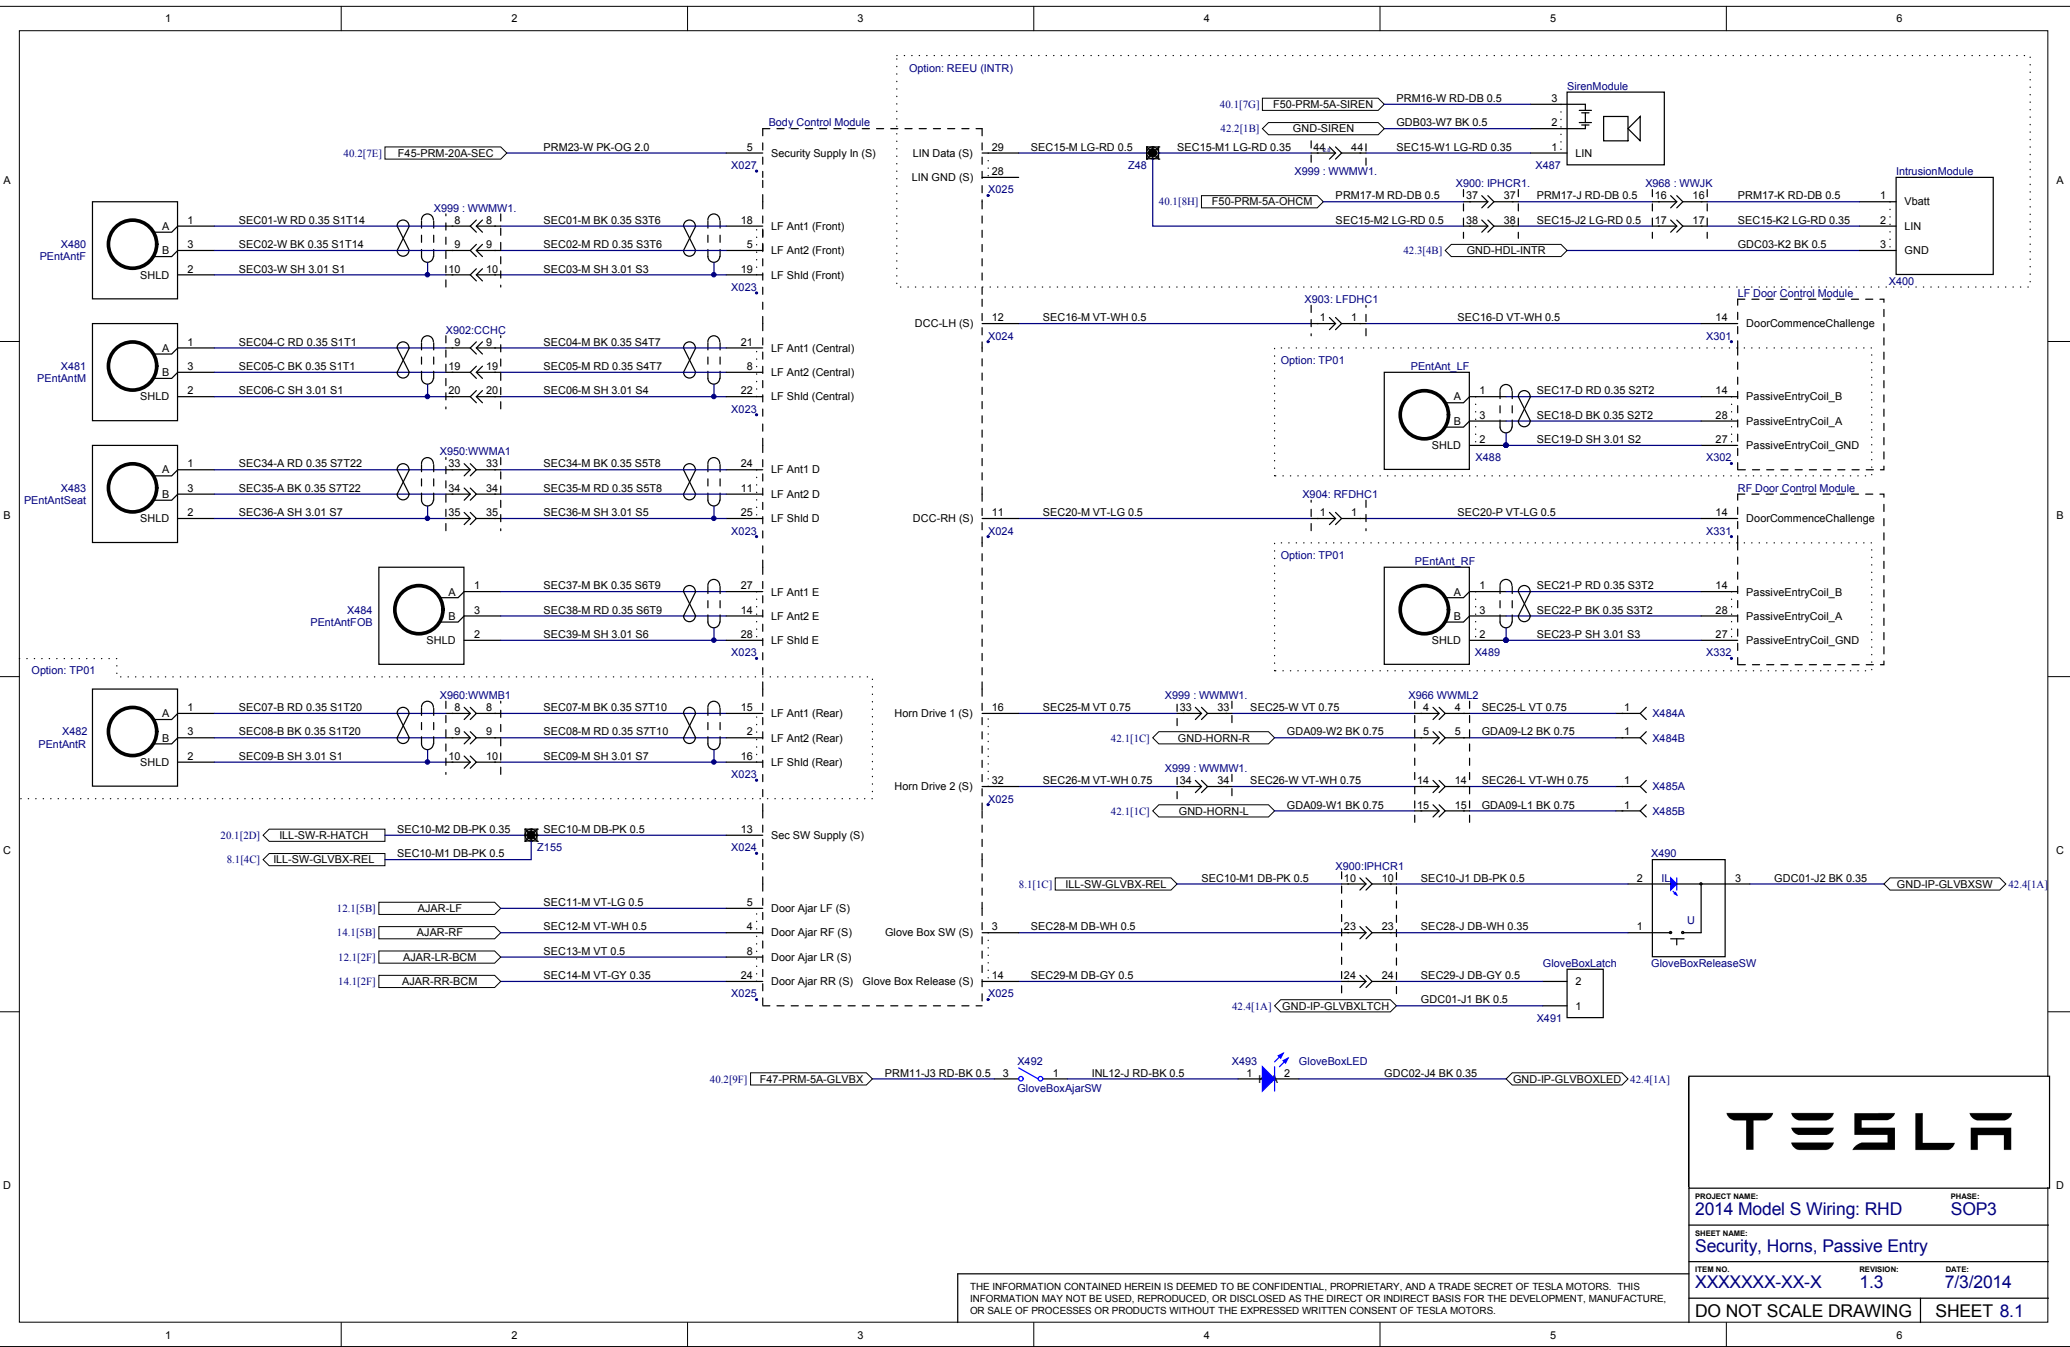 1 2 3 4 5 6
A
B
C
D
Option: REEU (INTR)
Body Control Module
40.2[7E] F45-PRM-20A-SEC PRM23-W PK-OG 2.0 5 Security Supply In (S)
X027
X999 : WWMW1.
X480
PEntAntF
A 1 SEC01-W RD 0.35 S1T14 8 8 SEC01-M BK 0.35 S3T6 18 LF Ant1 (Front)
B 3 SEC02-W BK 0.35 S1T14 9 9 SEC02-M RD 0.35 S3T6 5 LF Ant2 (Front)
SHLD 2 SEC03-W SH 3.01 S1 10 10 SEC03-M SH 3.01 S3 19 LF Shld (Front)
X023
X902:CCHC
X481
PEntAntM
A 1 SEC04-C RD 0.35 S1T1 9 9 SEC04-M BK 0.35 S4T7 21 LF Ant1 (Central)
B 3 SEC05-C BK 0.35 S1T1 19 19 SEC05-M RD 0.35 S4T7 8 LF Ant2 (Central)
SHLD 2 SEC06-C SH 3.01 S1 20 20 SEC06-M SH 3.01 S4 22 LF Shld (Central)
X023
X950:WWMA1
X483
PEntAntSeat
A 1 SEC34-A RD 0.35 S7T22 33 33 SEC34-M BK 0.35 S5T8 24 LF Ant1 D
B 3 SEC35-A BK 0.35 S7T22 34 34 SEC35-M RD 0.35 S5T8 11 LF Ant2 D
SHLD 2 SEC36-A SH 3.01 S7 35 35 SEC36-M SH 3.01 S5 25 LF Shld D
X023
X484
PEntAntFOB
A 1 SEC37-M BK 0.35 S6T9 27 LF Ant1 E
B 3 SEC38-M RD 0.35 S6T9 14 LF Ant2 E
SHLD 2 SEC39-M SH 3.01 S6 28 LF Shld E
X023
Option: TP01
X960:WWMB1
X482
PEntAntR
A 1 SEC07-B RD 0.35 S1T20 8 8 SEC07-M BK 0.35 S7T10 15 LF Ant1 (Rear)
B 3 SEC08-B BK 0.35 S1T20 9 9 SEC08-M RD 0.35 S7T10 2 LF Ant2 (Rear)
SHLD 2 SEC09-B SH 3.01 S1 10 10 SEC09-M SH 3.01 S7 16 LF Shld (Rear)
X023
20.1[2D] ILL-SW-R-HATCH SEC10-M2 DB-PK 0.35 SEC10-M DB-PK 0.5 13 Sec SW Supply (S)
Z155 X024
8.1[4C] ILL-SW-GLVBX-REL SEC10-M1 DB-PK 0.5
12.1[5B] AJAR-LF SEC11-M VT-LG 0.5 5 Door Ajar LF (S)
14.1[5B] AJAR-RF SEC12-M VT-WH 0.5 4 Door Ajar RF (S)
12.1[2F] AJAR-LR-BCM SEC13-M VT 0.5 8 Door Ajar LR (S)
14.1[2F] AJAR-RR-BCM SEC14-M VT-GY 0.35 24 Door Ajar RR (S)
X025
SirenModule
40.1[7G] F50-PRM-5A-SIREN PRM16-W RD-DB 0.5 3
42.2[1B] GND-SIREN GDB03-W7 BK 0.5 2
LIN Data (S) 29 SEC15-M LG-RD 0.5 Z48 SEC15-M1 LG-RD 0.35 44 44 SEC15-W1 LG-RD 0.35 1 LIN
X999 : WWMW1. X487
LIN GND (S) 28
X025
X900: IPHCR1. X968 : WWJK IntrusionModule
40.1[8H] F50-PRM-5A-OHCM PRM17-M RD-DB 0.5 37 37 PRM17-J RD-DB 0.5 16 16 PRM17-K RD-DB 0.5 1 Vbatt
SEC15-M2 LG-RD 0.5 38 38 SEC15-J2 LG-RD 0.5 17 17 SEC15-K2 LG-RD 0.35 2 LIN
42.3[4B] GND-HDL-INTR GDC03-K2 BK 0.5 3 GND
X400
X903: LFDHC1 LF Door Control Module
DCC-LH (S) 12 SEC16-M VT-WH 0.5 1 1 SEC16-D VT-WH 0.5 14 DoorCommenceChallenge
X024 X301
Option: TP01
PEntAnt_LF
A 1 SEC17-D RD 0.35 S2T2 14 PassiveEntryCoil_B
B 3 SEC18-D BK 0.35 S2T2 28 PassiveEntryCoil_A
SHLD 2 SEC19-D SH 3.01 S2 27 PassiveEntryCoil_GND
X488 X302
X904: RFDHC1 RF Door Control Module
DCC-RH (S) 11 SEC20-M VT-LG 0.5 1 1 SEC20-P VT-LG 0.5 14 DoorCommenceChallenge
X024 X331
Option: TP01
PEntAnt_RF
A 1 SEC21-P RD 0.35 S3T2 14 PassiveEntryCoil_B
B 3 SEC22-P BK 0.35 S3T2 28 PassiveEntryCoil_A
SHLD 2 SEC23-P SH 3.01 S3 27 PassiveEntryCoil_GND
X489 X332
X999 : WWMW1. X966 WWML2
Horn Drive 1 (S) 16 SEC25-M VT 0.75 33 33 SEC25-W VT 0.75 4 4 SEC25-L VT 0.75 1 X484A
42.1[1C] GND-HORN-R GDA09-W2 BK 0.75 5 5 GDA09-L2 BK 0.75 1 X484B
X999 : WWMW1.
Horn Drive 2 (S) 32 SEC26-M VT-WH 0.75 34 34 SEC26-W VT-WH 0.75 14 14 SEC26-L VT-WH 0.75 1 X485A
X025
42.1[1C] GND-HORN-L GDA09-W1 BK 0.75 15 15 GDA09-L1 BK 0.75 1 X485B
X900:IPHCR1 X490
8.1[1C] ILL-SW-GLVBX-REL SEC10-M1 DB-PK 0.5 10 10 SEC10-J1 DB-PK 0.5 2 IL 3 GDC01-J2 BK 0.35 GND-IP-GLVBXSW 42.4[1A]
Glove Box SW (S) 3 SEC28-M DB-WH 0.5 23 23 SEC28-J DB-WH 0.35 1 U
GloveBoxReleaseSW
GloveBoxLatch
Glove Box Release (S) 14 SEC29-M DB-GY 0.5 24 24 SEC29-J DB-GY 0.5 2
X025
42.4[1A] GND-IP-GLVBXLTCH GDC01-J1 BK 0.5 1
X491
X492 X493 GloveBoxLED
40.2[9F] F47-PRM-5A-GLVBX PRM11-J3 RD-BK 0.5 3 1 INL12-J RD-BK 0.5 1 2 GDC02-J4 BK 0.35 GND-IP-GLVBOXLED 42.4[1A]
GloveBoxAjarSW
TESLA
PROJECT NAME: PHASE:
2014 Model S Wiring: RHD SOP3
SHEET NAME:
Security, Horns, Passive Entry
ITEM NO. REVISION: DATE:
XXXXXXX-XX-X 1.3 7/3/2014
DO NOT SCALE DRAWING SHEET 8.1
THE INFORMATION CONTAINED HEREIN IS DEEMED TO BE CONFIDENTIAL, PROPRIETARY, AND A TRADE SECRET OF TESLA MOTORS. THIS
INFORMATION MAY NOT BE USED, REPRODUCED, OR DISCLOSED AS THE DIRECT OR INDIRECT BASIS FOR THE DEVELOPMENT, MANUFACTURE,
OR SALE OF PROCESSES OR PRODUCTS WITHOUT THE EXPRESSED WRITTEN CONSENT OF TESLA MOTORS.
A
B
C
D
1 2 3 4 5 6